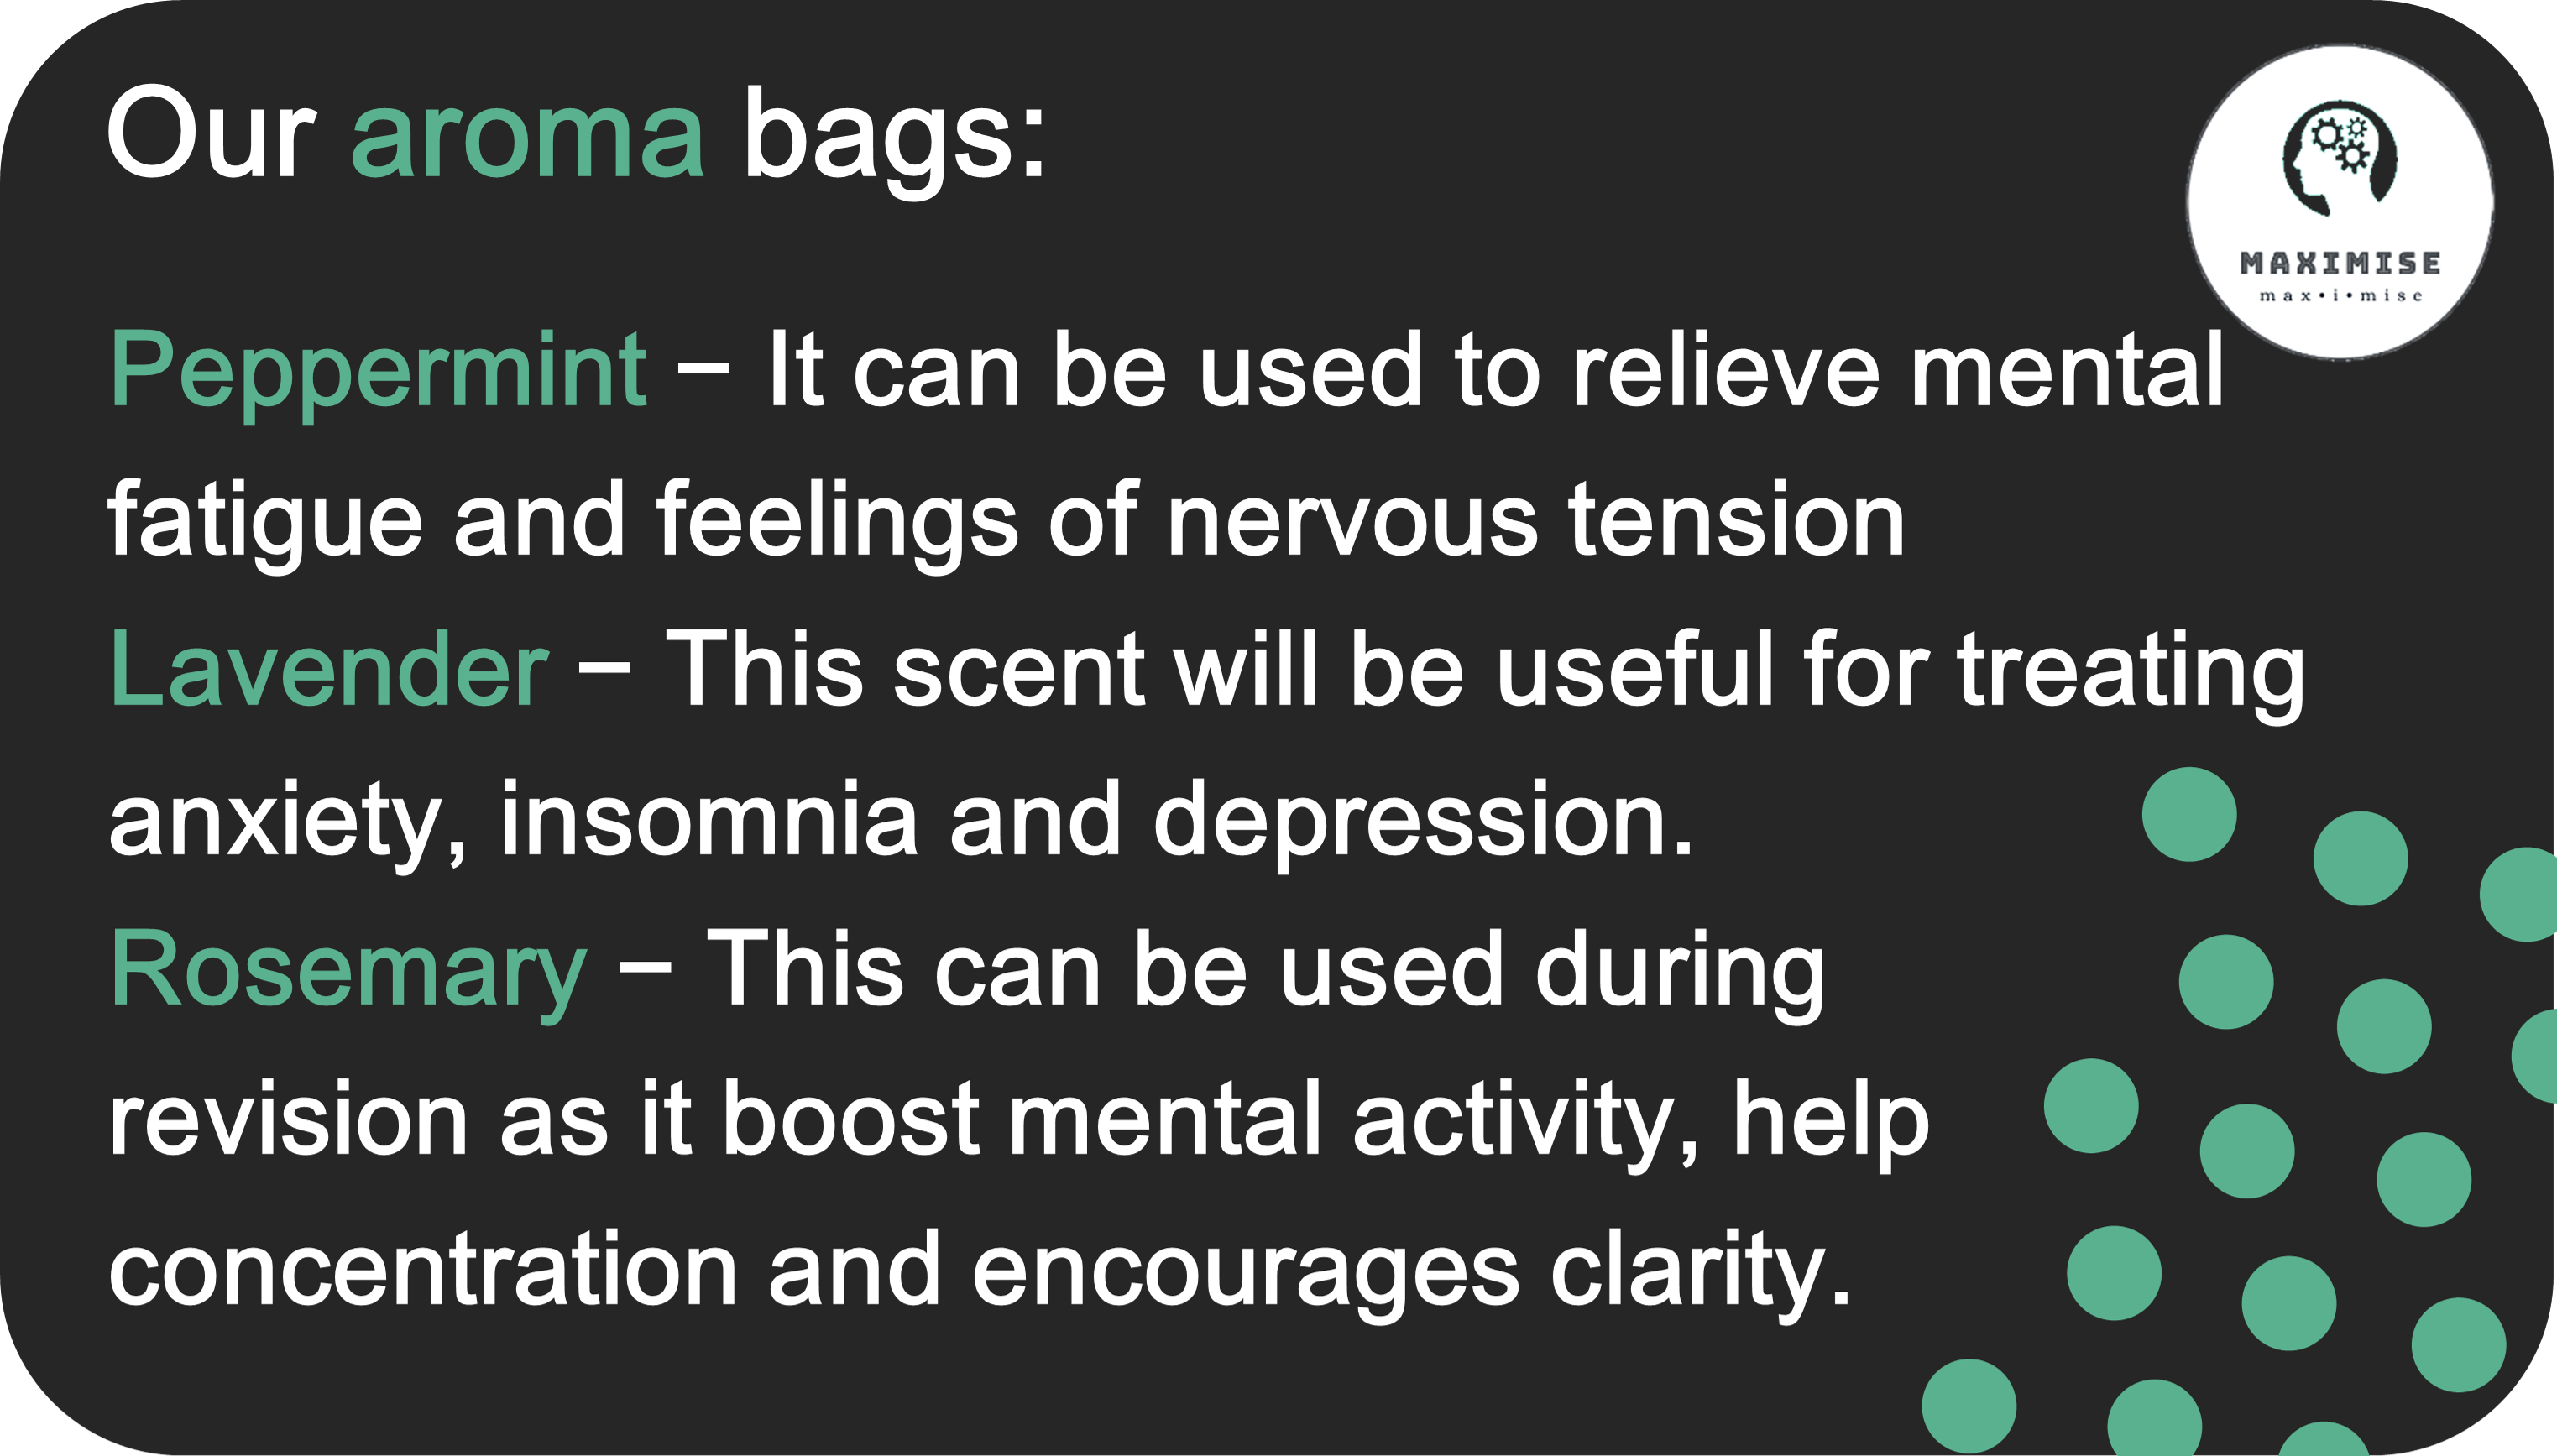 Our aroma bags:
MAXIMISE
max•i•mise
Peppermint – It can be used to relieve mental
fatigue and feelings of nervous tension
Lavender – This scent will be useful for treating
anxiety, insomnia and depression.
Rosemary – This can be used during
revision as it boost mental activity, help
concentration and encourages clarity.